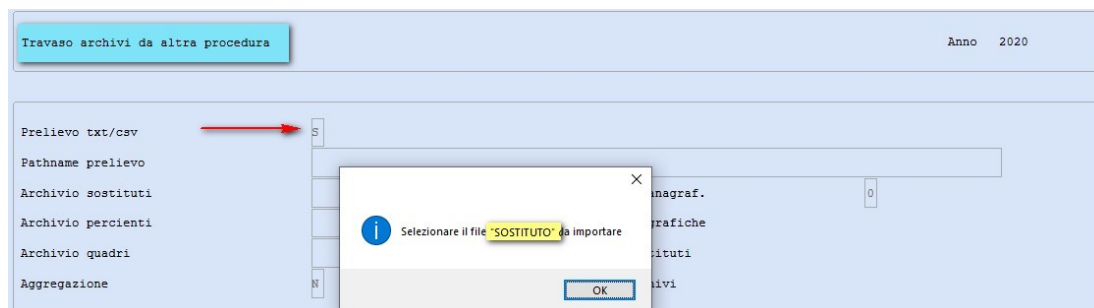 Travaso archivi da altra procedura Anno 2020
Prelievo txt/csv S
Pathname prelievo
Archivio sostituti anagraf. 0
Archivio percienti grafiche
Selezionare il file "SOSTITUTO" da importare
Archivio quadri tituti
Aggregazione N hivi
OK